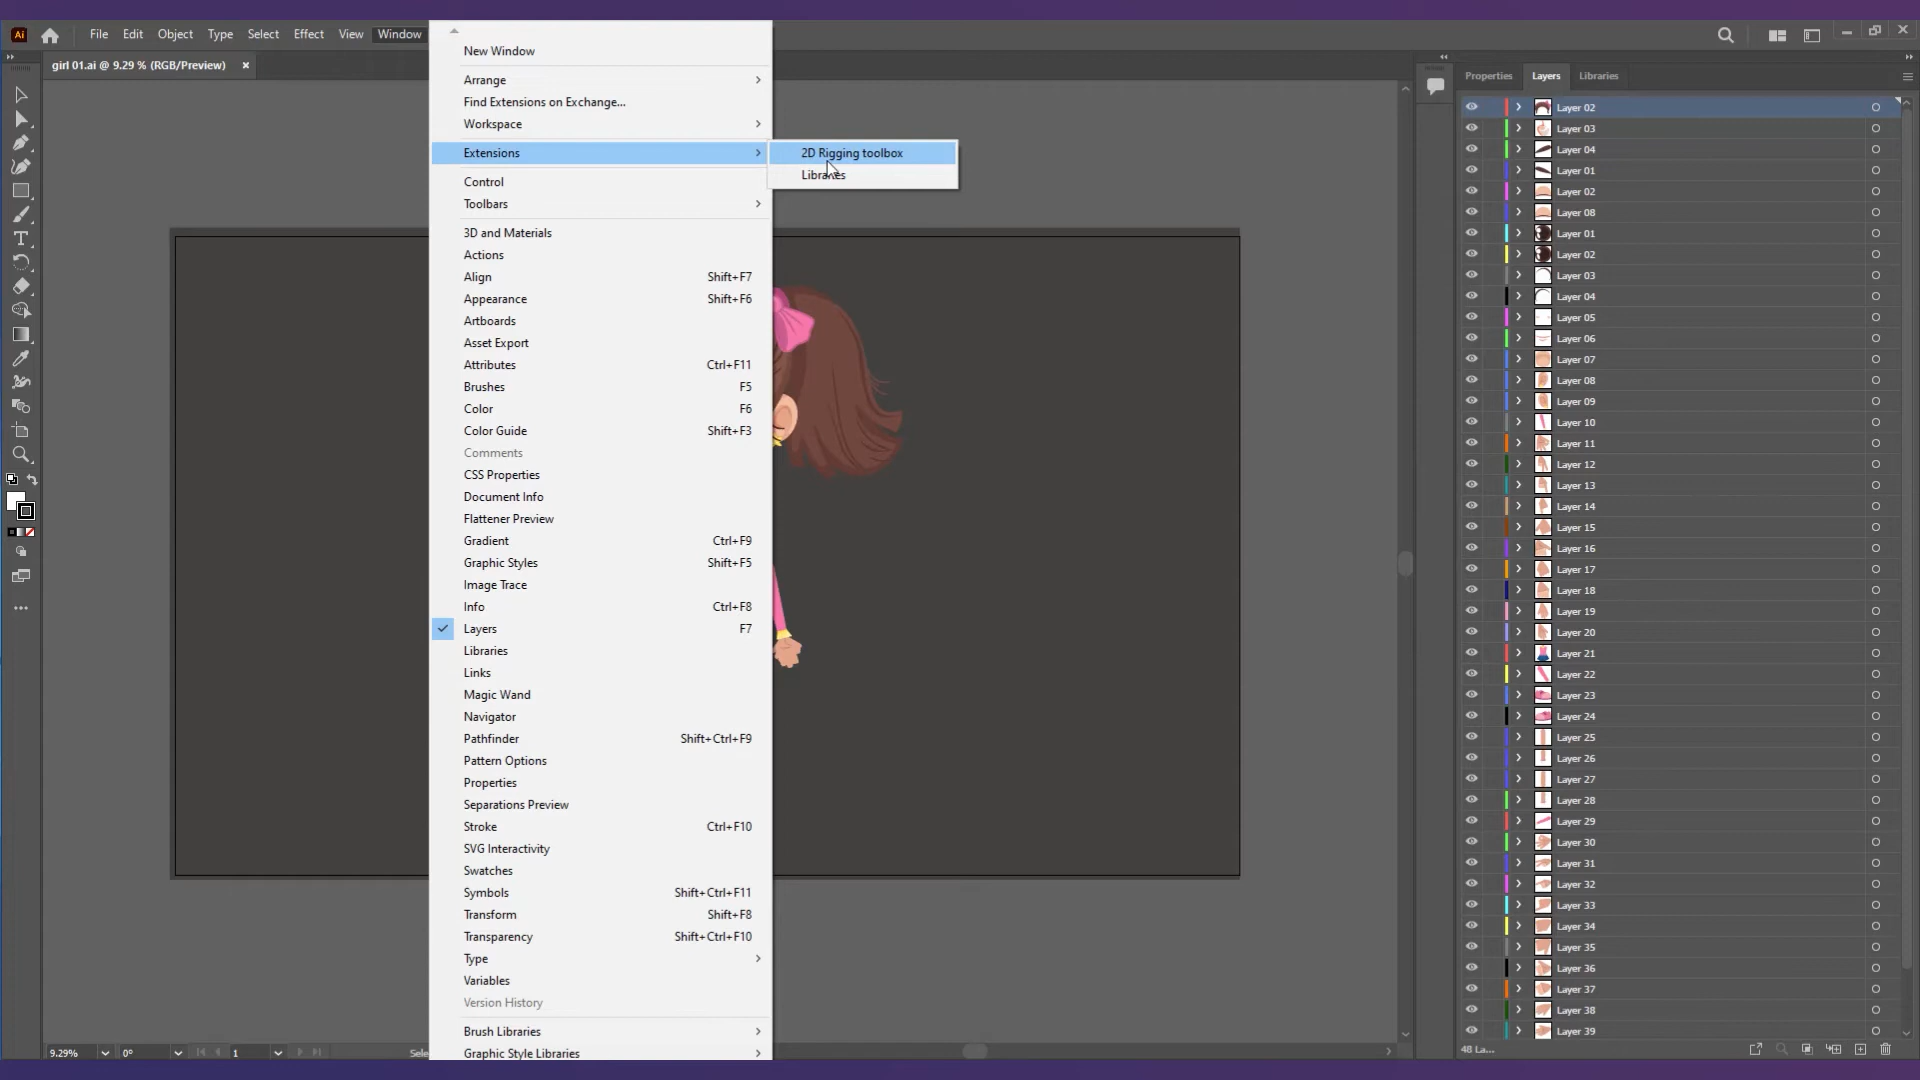 Ai File Edit Object Type Select Effect View Window
girl 01.ai @ 9.29 % (RGB/Preview) ×
New Window
Arrange
Find Extensions on Exchange...
Workspace
Extensions
Control
Toolbars
3D and Materials
Actions
Align Shift+F7
Appearance Shift+F6
Artboards
Asset Export
Attributes Ctrl+F11
Brushes F5
Color F6
Color Guide Shift+F3
Comments
CSS Properties
Document Info
Flattener Preview
Gradient Ctrl+F9
Graphic Styles Shift+F5
Image Trace
Info Ctrl+F8
Layers F7
Libraries
Links
Magic Wand
Navigator
Pathfinder Shift+Ctrl+F9
Pattern Options
Properties
Separations Preview
Stroke Ctrl+F10
SVG Interactivity
Swatches
Symbols Shift+Ctrl+F11
Transform Shift+F8
Transparency Shift+Ctrl+F10
Type
Variables
Version History
Brush Libraries
Graphic Style Libraries
2D Rigging toolbox
Libraries
Properties Layers Libraries
Layer 02
Layer 03
Layer 04
Layer 01
Layer 02
Layer 08
Layer 01
Layer 02
Layer 03
Layer 04
Layer 05
Layer 06
Layer 07
Layer 08
Layer 09
Layer 10
Layer 11
Layer 12
Layer 13
Layer 14
Layer 15
Layer 16
Layer 17
Layer 18
Layer 19
Layer 20
Layer 21
Layer 22
Layer 23
Layer 24
Layer 25
Layer 26
Layer 27
Layer 28
Layer 29
Layer 30
Layer 31
Layer 32
Layer 33
Layer 34
Layer 35
Layer 36
Layer 37
Layer 38
Layer 39
48 La...
9.29% 0° 1 Sele